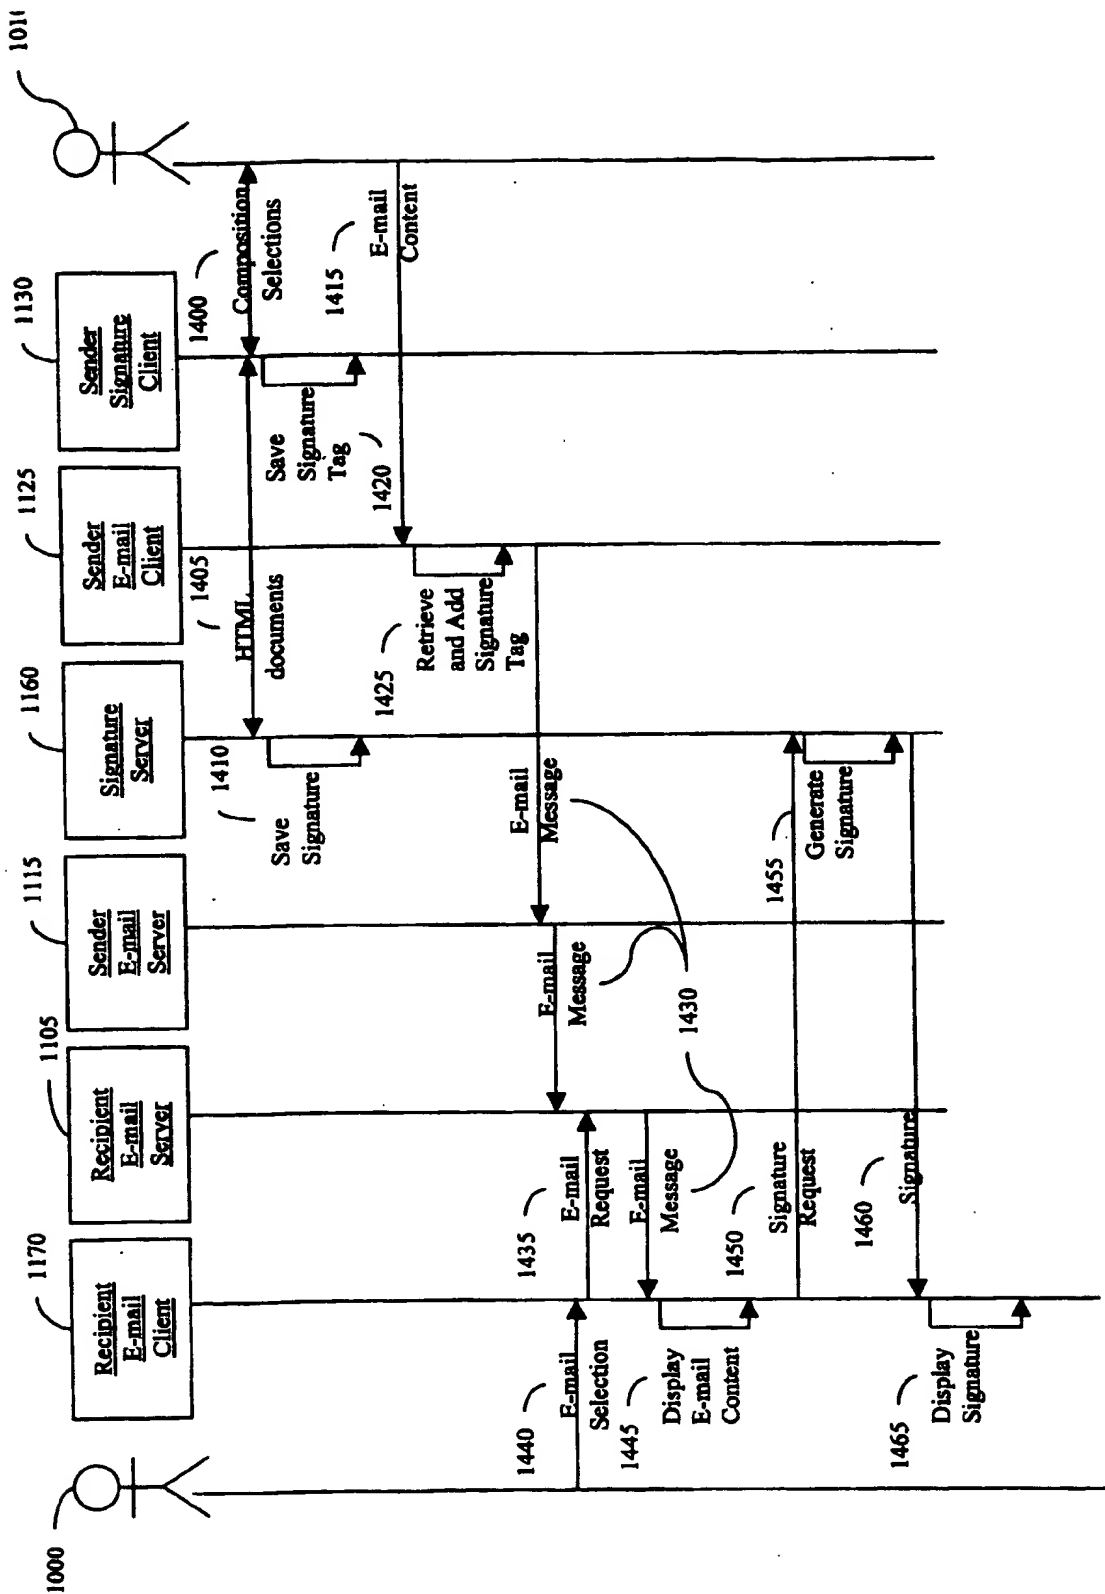 1000
1170
1105
1115
1160
1125
1130
Recipient
E-mail
Client
Recipient
E-mail
Server
Sender
E-mail
Server
Signature
Server
Sender
E-mail
Client
Sender
Signature
Client
1400
Composition
Selections
1405
HTML
documents
1410
Save
Signature
1415
Save
Signature
Tag
1420
E-mail
Content
1425
Retrieve
and Add
Signature
Tag
1430
E-mail
Message
E-mail
Message
1435
E-mail
Request
1440
E-mail
Selection
E-mail
Message
1445
Display
E-mail
Content
1450
Signature
Request
1455
Generate
Signature
1460
Signature
1465
Display
Signature